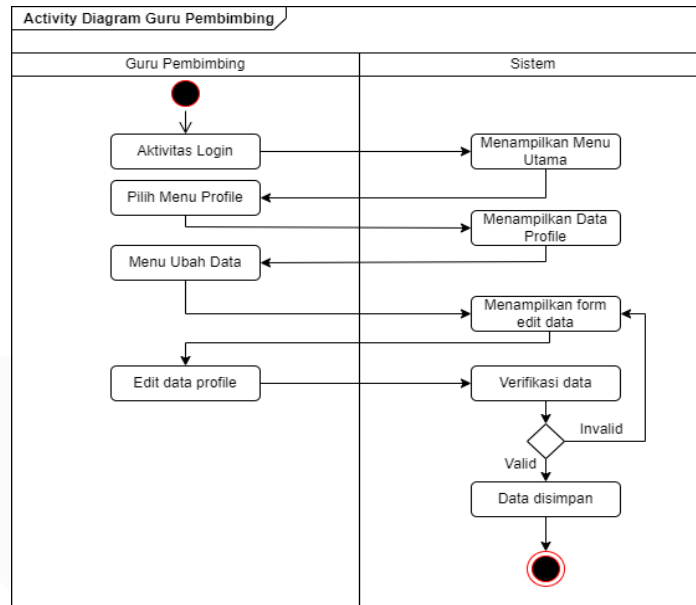 Activity Diagram Guru Pembimbing
Guru Pembimbing
Sistem
Aktivitas Login
Menampilkan Menu
Utama
Pilih Menu Profile
Menampilkan Data
Profile
Menu Ubah Data
Menampilkan form
edit data
Edit data profile
Verifikasi data
Invalid
Valid
Data disimpan